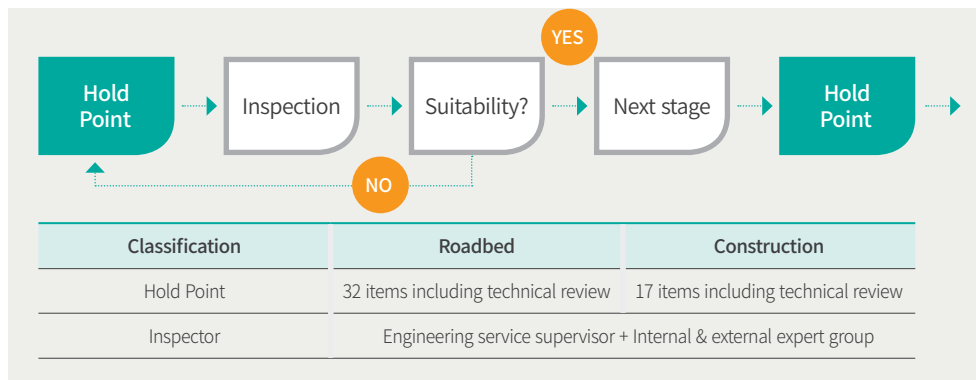 YES
Hold
Point
Inspection
Suitability?
Next stage
Hold
Point
NO
Classification Roadbed Construction
Hold Point 32 items including technical review 17 items including technical review
Inspector Engineering service supervisor + Internal & external expert group